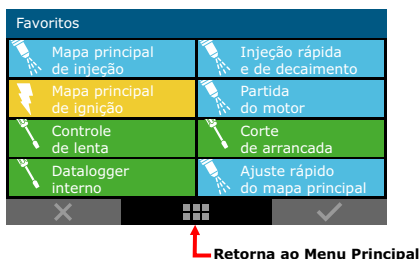 Favoritos
Mapa principal
de injeção
Injeção rápida
e de decaimento
Mapa principal
de ignição
Partida
do motor
Controle
de lenta
Corte
de arrancada
Datalogger
interno
Ajuste rápido
do mapa principal
Retorna ao Menu Principal